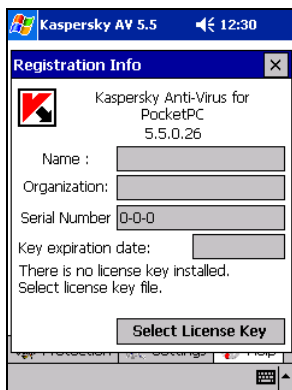 Kaspersky AV 5.5 12:30
Registration Info
Kaspersky Anti-Virus for
PocketPC
5.5.0.26
Name :
Organization:
Serial Number 0-0-0
Key expiration date:
There is no license key installed.
Select license key file.
Select License Key